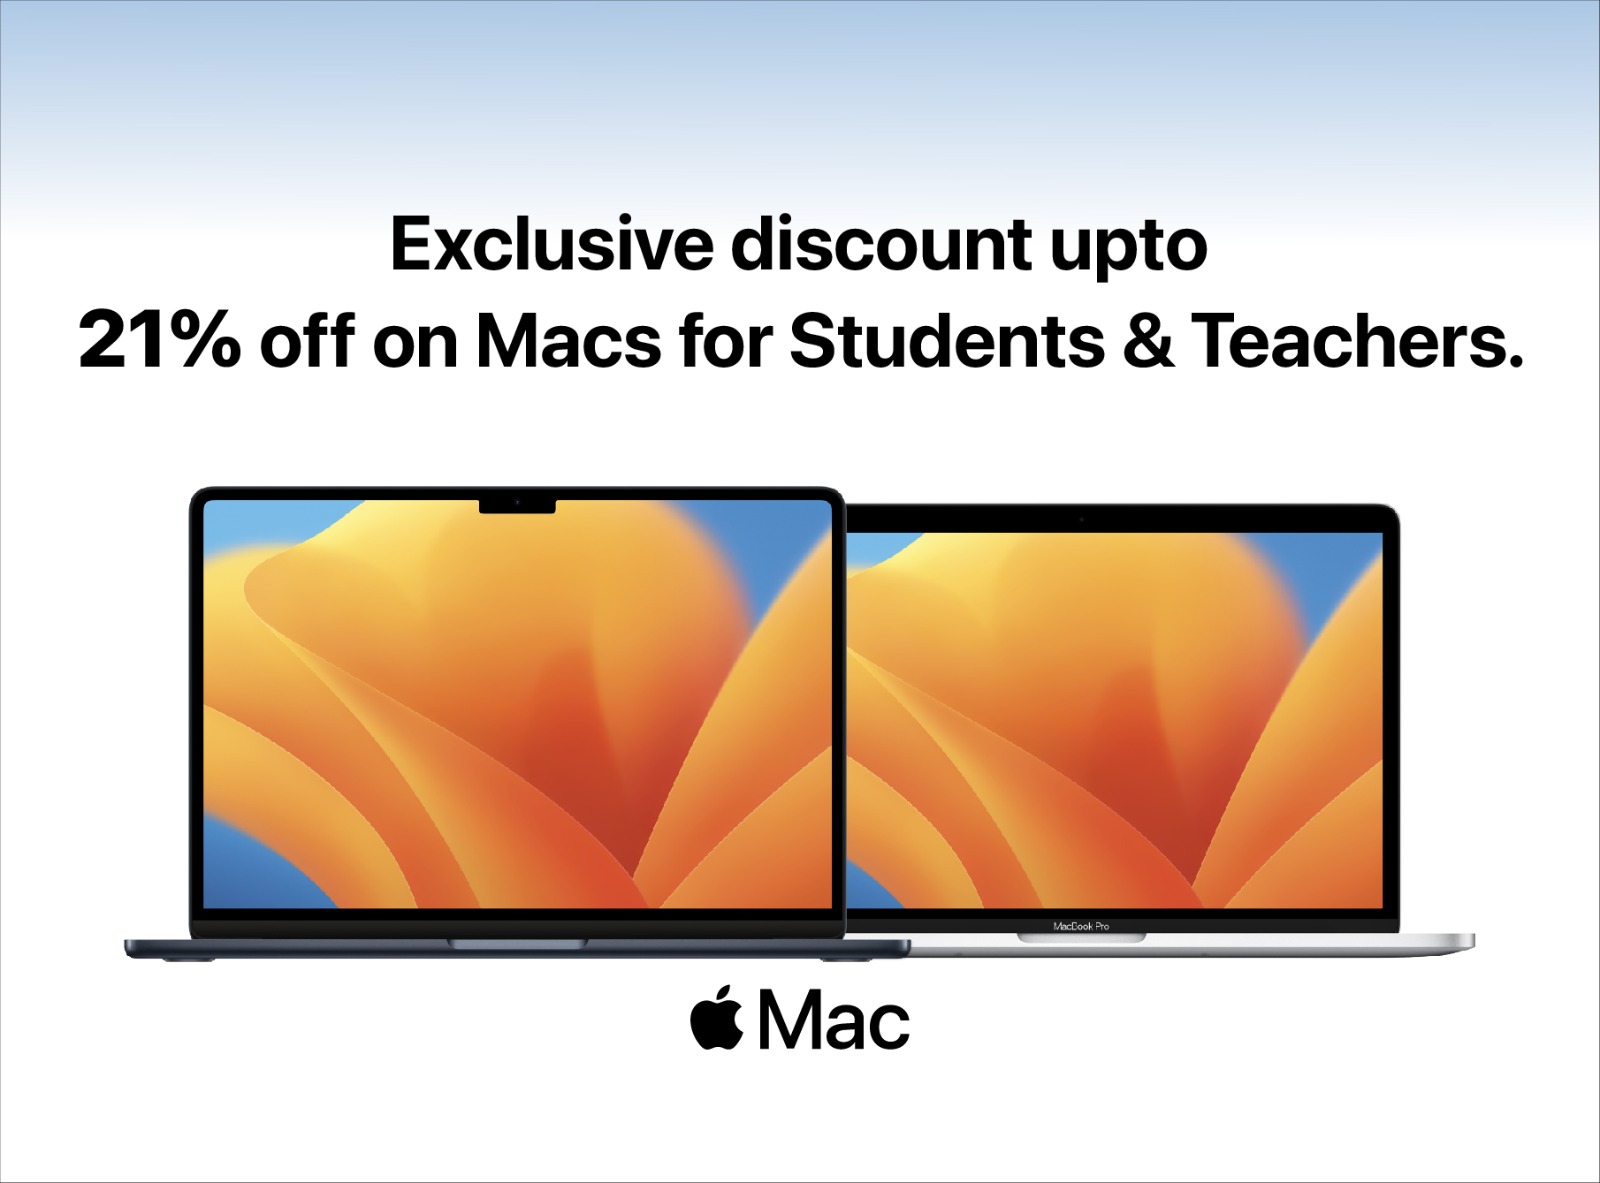 Exclusive discount upto
21% off on Macs for Students & Teachers.
MacBook Pro
Mac